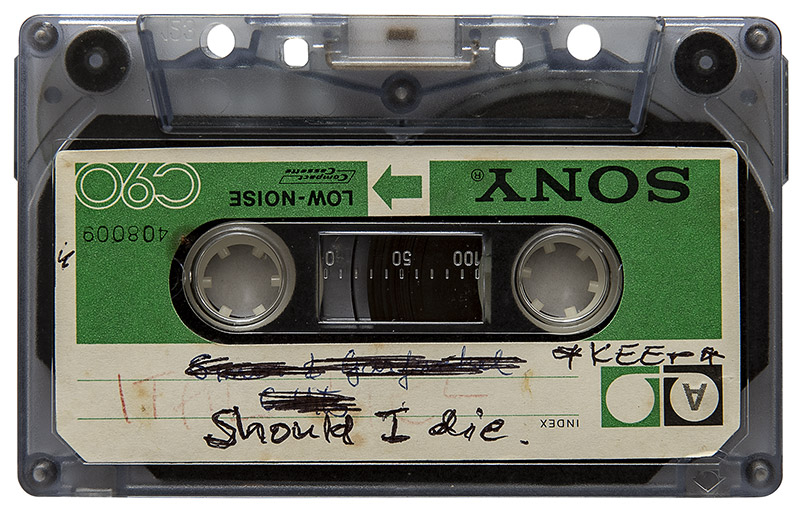 SONY®
Compact Cassette
LOW-NOISE
C90
408009
100 50 0
*KEEP*
A
INDEX
Should I die.